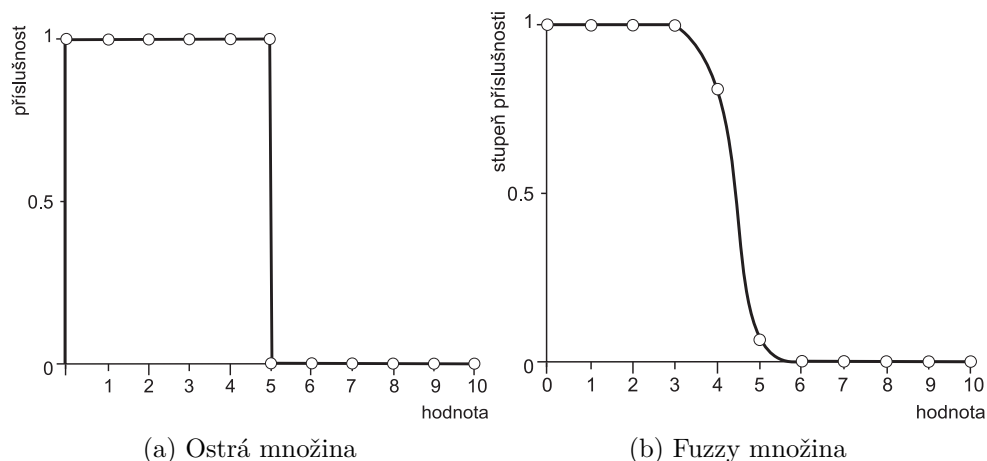 příslušnost
1
0.5
0
1 2 3 4 5 6 7 8 9 10
hodnota
(a) Ostrá množina
stupeň příslušnosti
1
0.5
0
0 1 2 3 4 5 6 7 8 9 10
hodnota
(b) Fuzzy množina